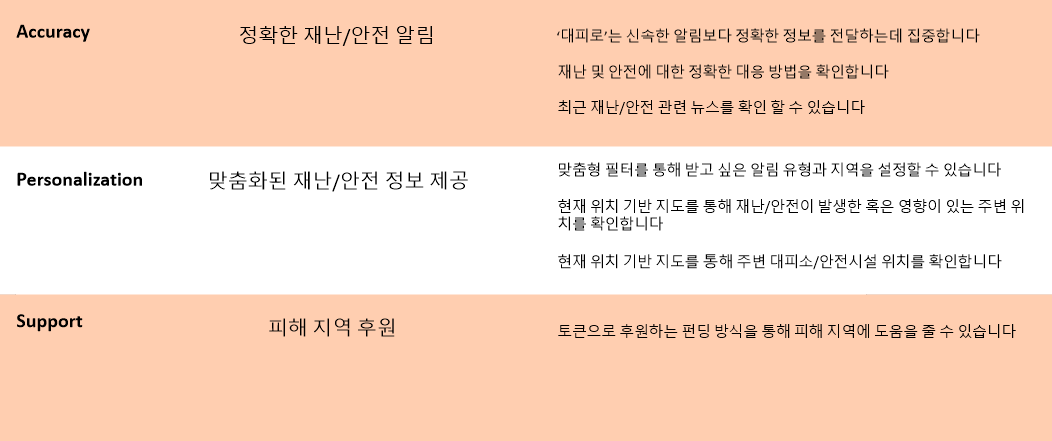 Accuracy
정확한 재난/안전 알림
‘대피로’는 신속한 알림보다 정확한 정보를 전달하는데 집중합니다
재난 및 안전에 대한 정확한 대응 방법을 확인합니다
최근 재난/안전 관련 뉴스를 확인 할 수 있습니다
Personalization
맞춤화된 재난/안전 정보 제공
맞춤형 필터를 통해 받고 싶은 알림 유형과 지역을 설정할 수 있습니다
현재 위치 기반 지도를 통해 재난/안전이 발생한 혹은 영향이 있는 주변 위
치를 확인합니다
현재 위치 기반 지도를 통해 주변 대피소/안전시설 위치를 확인합니다
Support
피해 지역 후원
토큰으로 후원하는 펀딩 방식을 통해 피해 지역에 도움을 줄 수 있습니다